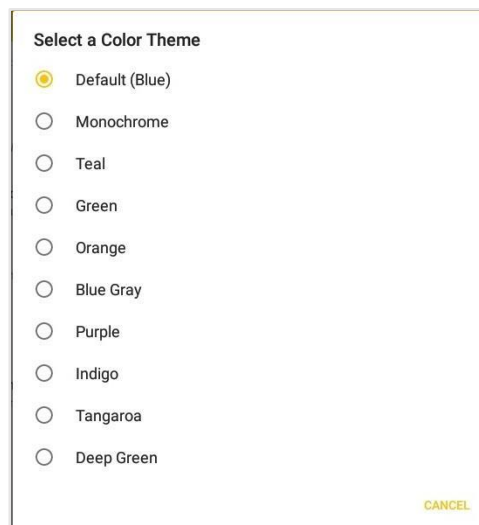 Select a Color Theme
Default (Blue)
Monochrome
Teal
Green
Orange
Blue Gray
Purple
Indigo
Tangaroa
Deep Green
CANCEL